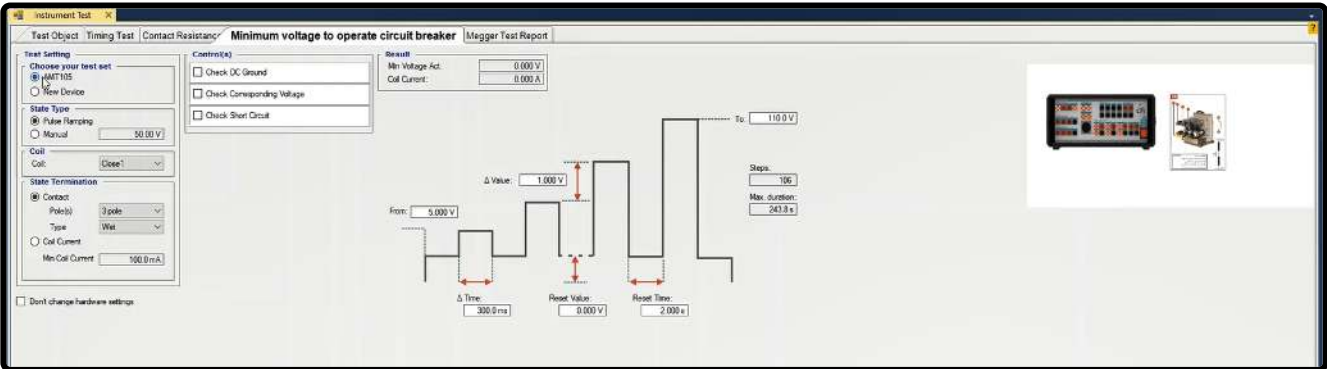 Instrument Test
Test Object
Timing Test
Contact Resistance
Minimum voltage to operate circuit breaker
Megger Test Report
Test Setting
Choose your test set
AMT105
New Device
State Type
Pulse Ramping
Manual
50.00 V
Coil
Coil:
Close1
State Termination
Contact
Pole(s)
3 pole
Type
Wet
Coil Current
Min Coil Current
100.0 mA
Don't change hardware settings
Control(s)
Check DC Ground
Check Corresponding Voltage
Check Short Circuit
Result
Min Voltage Act:
0.000 V
Coil Current:
0.000 A
To:
110.0 V
Δ Value:
1.000 V
From:
5.000 V
Steps:
106
Max. duration:
243.8 s
Δ Time:
300.0 ms
Reset Value:
0.000 V
Reset Time:
2.000 s